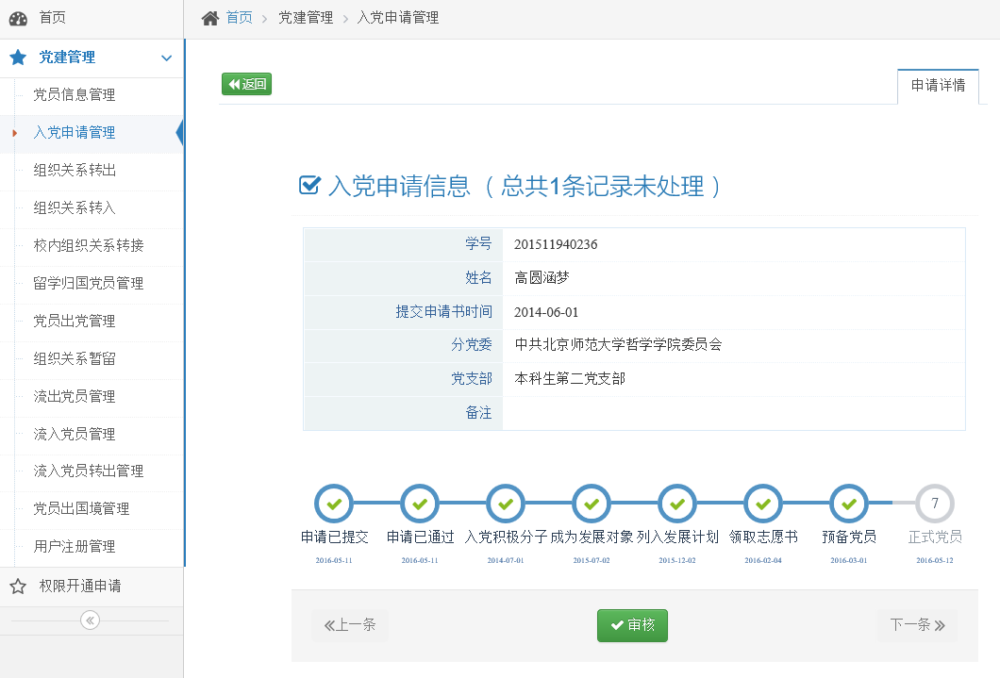 首页
党建管理
党员信息管理
入党申请管理
组织关系转出
组织关系转入
校内组织关系转接
留学归国党员管理
党员出党管理
组织关系暂留
流出党员管理
流入党员管理
流入党员转出管理
党员出国境管理
用户注册管理
权限开通申请
首页 党建管理 入党申请管理
返回
申请详情
入党申请信息（总共1条记录未处理）
学号 201511940236
姓名 高圆涵梦
提交申请书时间 2014-06-01
分党委 中共北京师范大学哲学学院委员会
党支部 本科生第二党支部
备注
7
申请已提交 申请已通过 入党积极分子 成为发展对象 列入发展计划 领取志愿书 预备党员 正式党员
2016-05-11 2016-05-11 2014-07-01 2015-07-02 2015-12-02 2016-02-04 2016-03-01 2016-05-12
上一条 审核 下一条